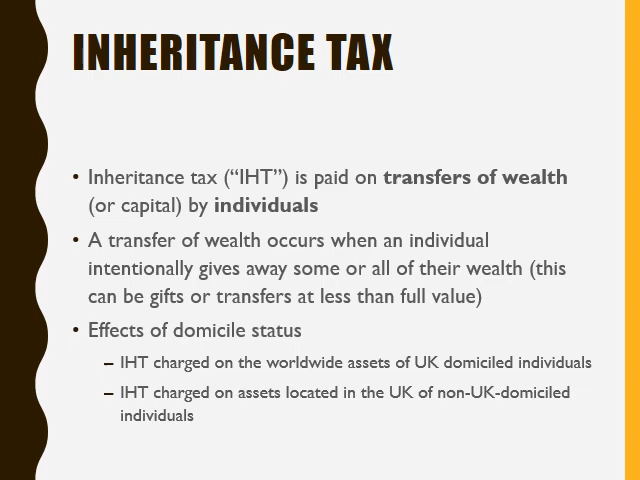 INHERITANCE TAX
• Inheritance tax (“IHT”) is paid on transfers of wealth
(or capital) by individuals
• A transfer of wealth occurs when an individual
intentionally gives away some or all of their wealth (this
can be gifts or transfers at less than full value)
• Effects of domicile status
– IHT charged on the worldwide assets of UK domiciled individuals
– IHT charged on assets located in the UK of non-UK-domiciled
individuals